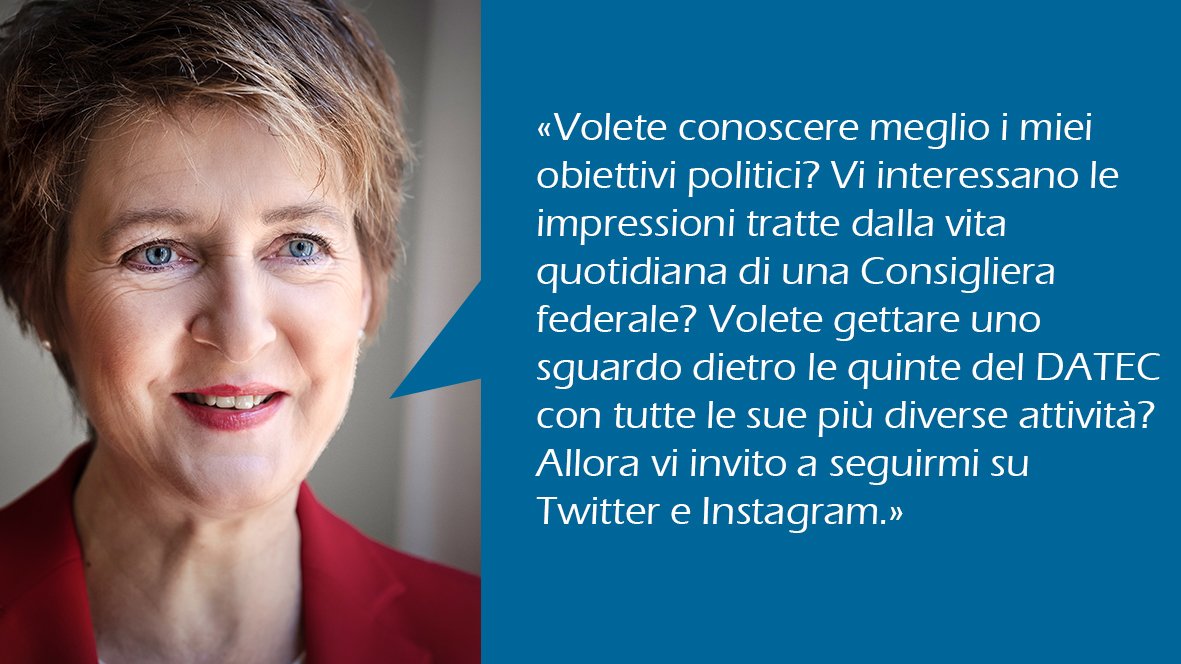 «Volete conoscere meglio i miei
obiettivi politici? Vi interessano le
impressioni tratte dalla vita
quotidiana di una Consigliera
federale? Volete gettare uno
sguardo dietro le quinte del DATEC
con tutte le sue più diverse attività?
Allora vi invito a seguirmi su
Twitter e Instagram.»